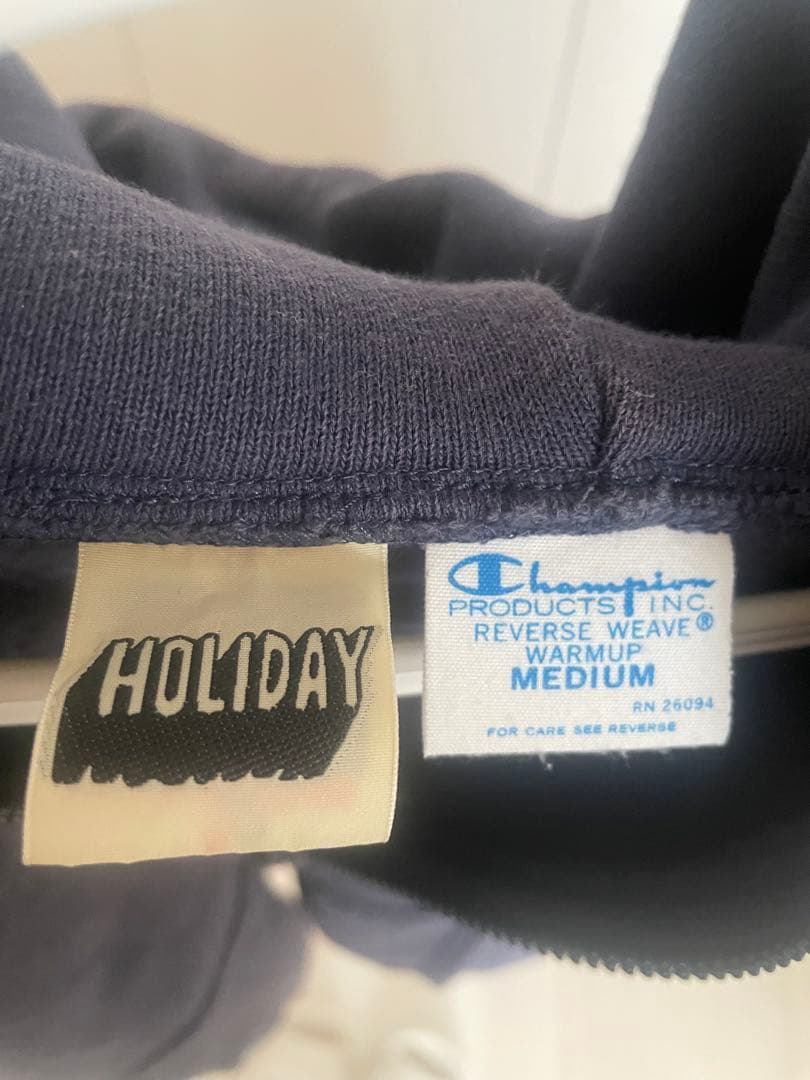 HOLIDAY
Champion
PRODUCTS INC.
REVERSE WEAVE®
WARMUP
MEDIUM
RN 26094
FOR CARE SEE REVERSE